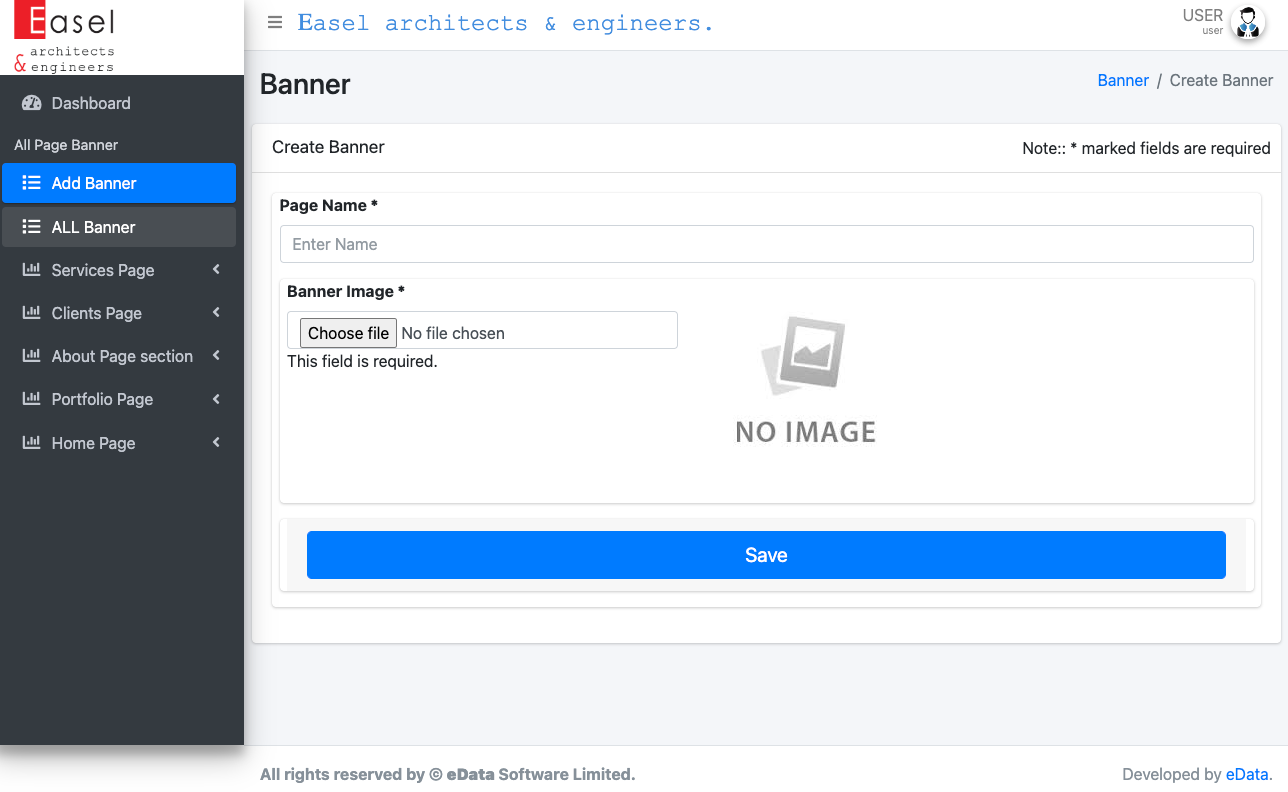 Easel
architects
& engineers
Easel architects & engineers.
USER
user
Dashboard
All Page Banner
Add Banner
ALL Banner
Services Page
Clients Page
About Page section
Portfolio Page
Home Page
Banner
Banner / Create Banner
Create Banner
Note:: * marked fields are required
Page Name *
Enter Name
Banner Image *
Choose file No file chosen
This field is required.
NO IMAGE
Save
All rights reserved by © eData Software Limited.
Developed by eData.